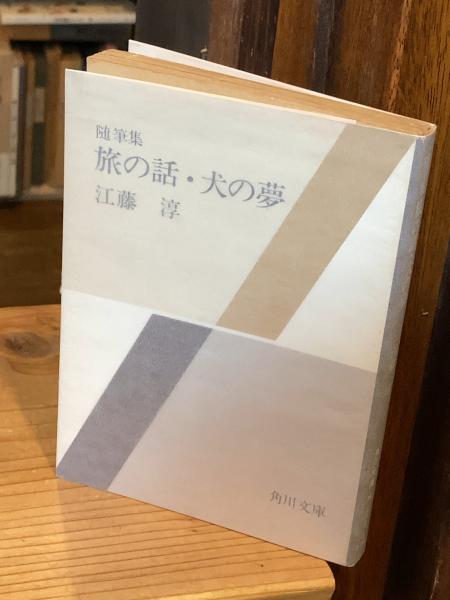 随筆集
旅の話・犬の夢
江藤 淳
角川文庫